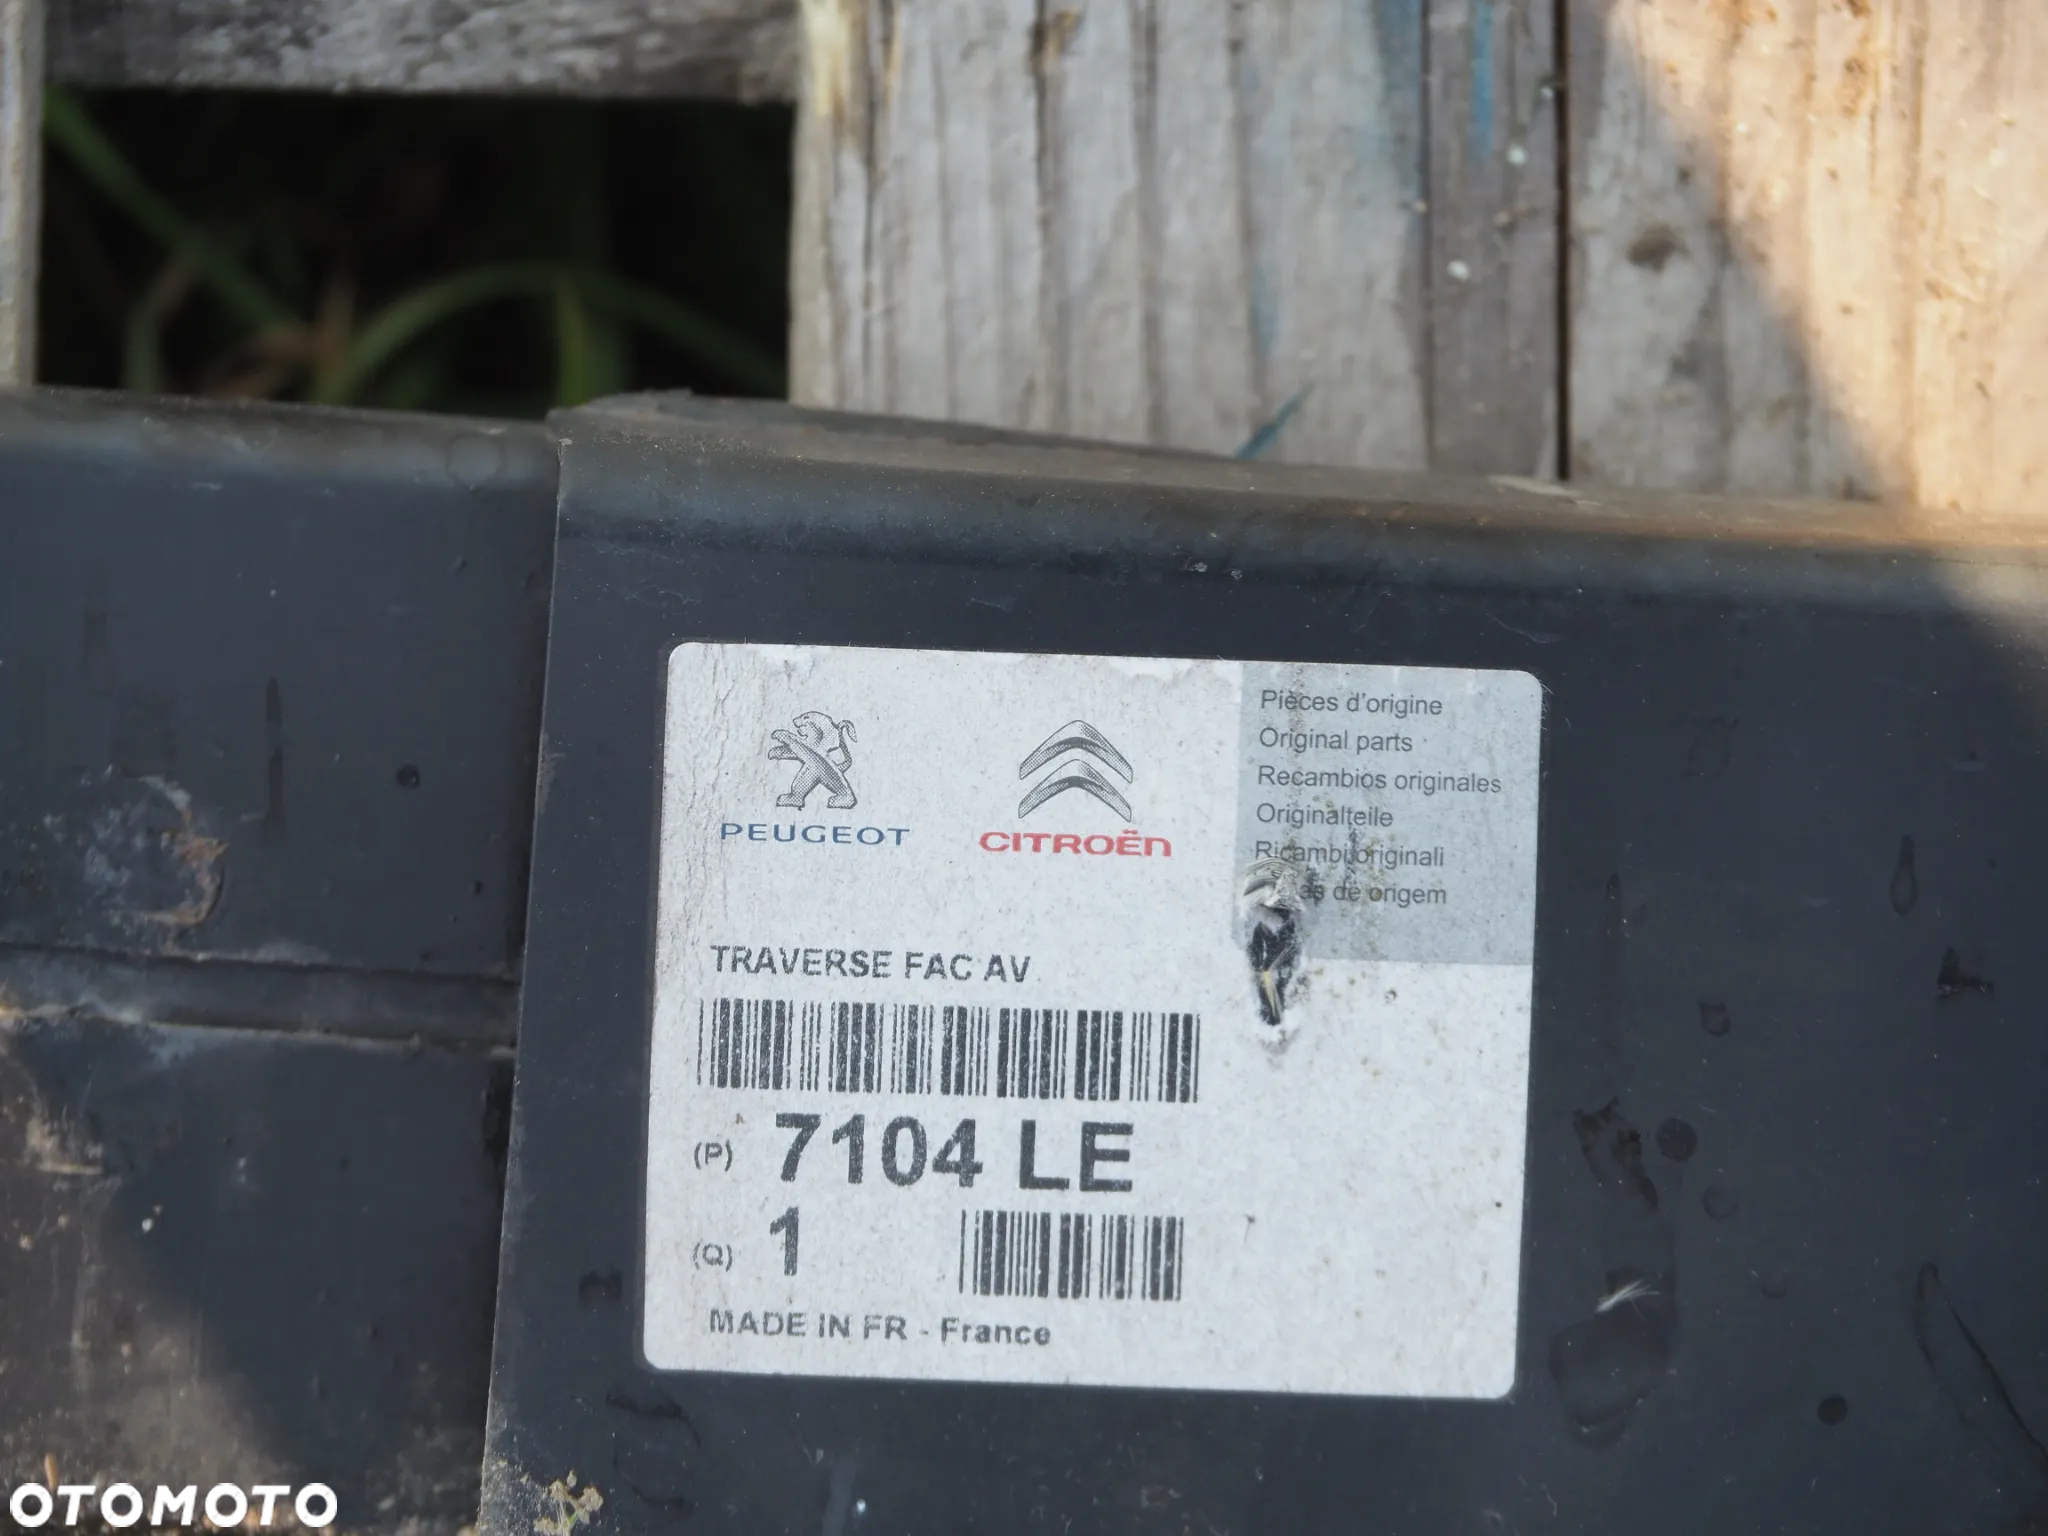 PEUGEOT
CITROËN
Pièces d'origine
Original parts
Recambios originales
Originalteile
Ricambi originali
de origem
TRAVERSE FAC AV
(P) 7104 LE
(Q) 1
MADE IN FR - France
OTOMOTO